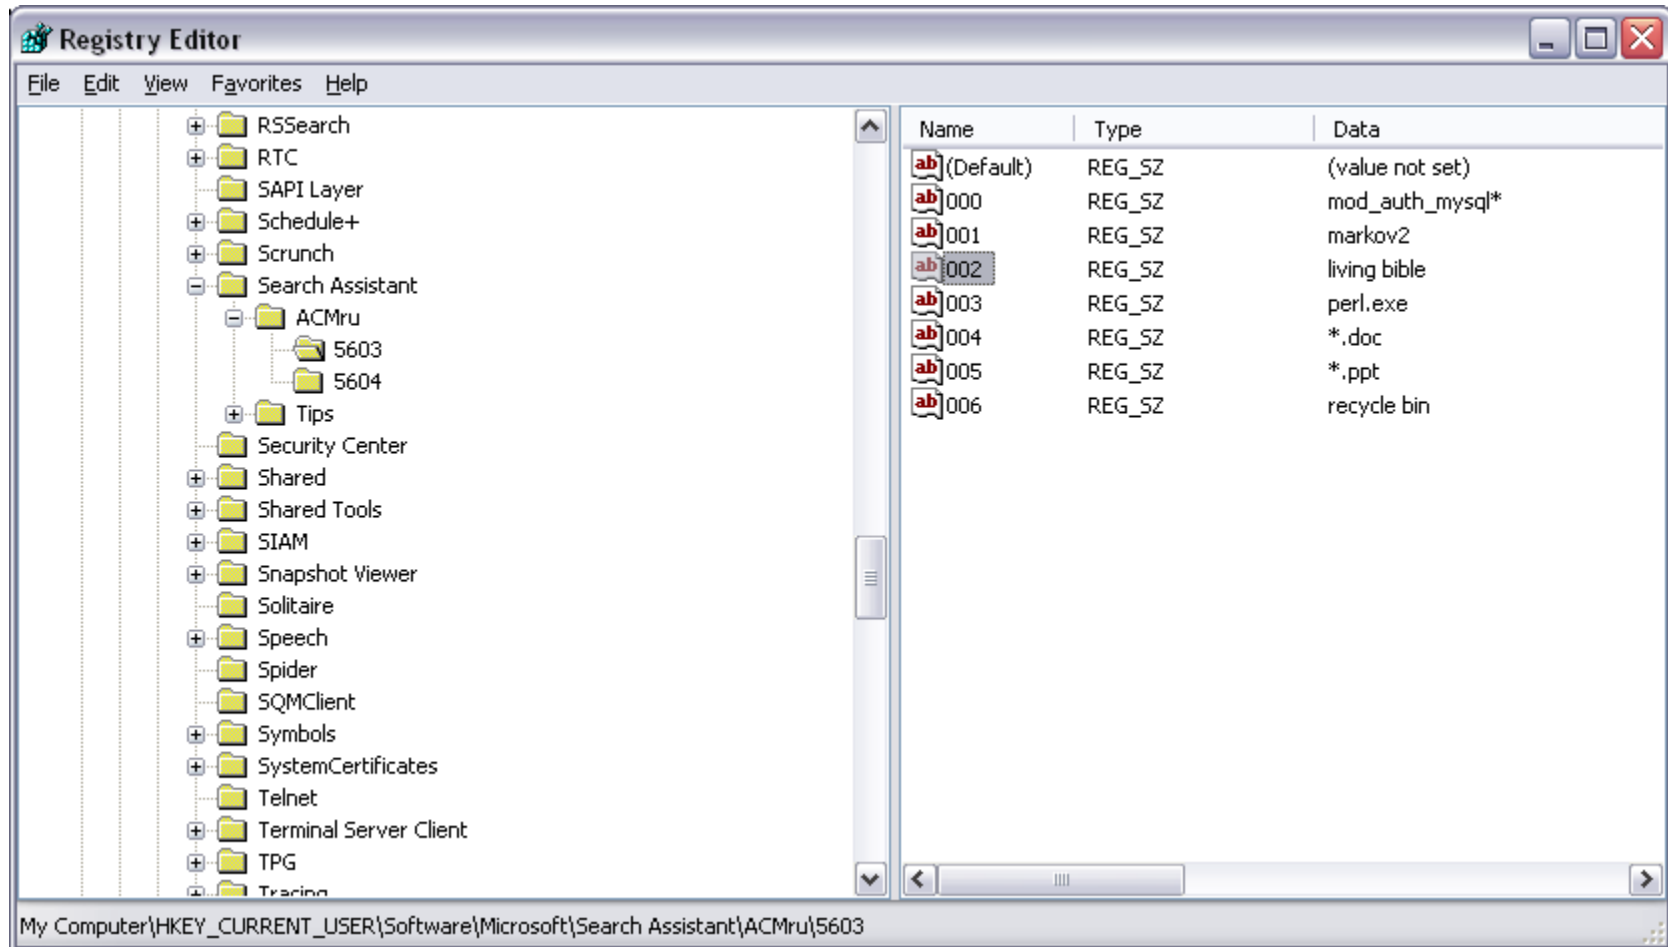 Registry Editor
File Edit View Favorites Help
RSSearch
RTC
SAPI Layer
Schedule+
Scrunch
Search Assistant
ACMru
5603
5604
Tips
Security Center
Shared
Shared Tools
SIAM
Snapshot Viewer
Solitaire
Speech
Spider
SQMClient
Symbols
SystemCertificates
Telnet
Terminal Server Client
TPG
Tracing
Name Type Data
(Default) REG_SZ (value not set)
000 REG_SZ mod_auth_mysql*
001 REG_SZ markov2
002 REG_SZ living bible
003 REG_SZ perl.exe
004 REG_SZ *.doc
005 REG_SZ *.ppt
006 REG_SZ recycle bin
My Computer\HKEY_CURRENT_USER\Software\Microsoft\Search Assistant\ACMru\5603